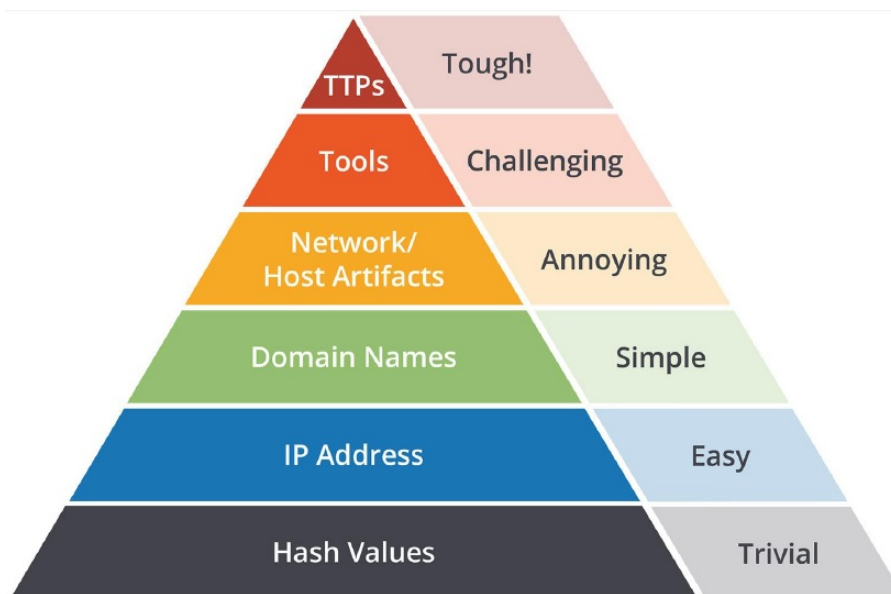 TTPs
Tough!
Tools
Challenging
Network/
Host Artifacts
Annoying
Domain Names
Simple
IP Address
Easy
Hash Values
Trivial